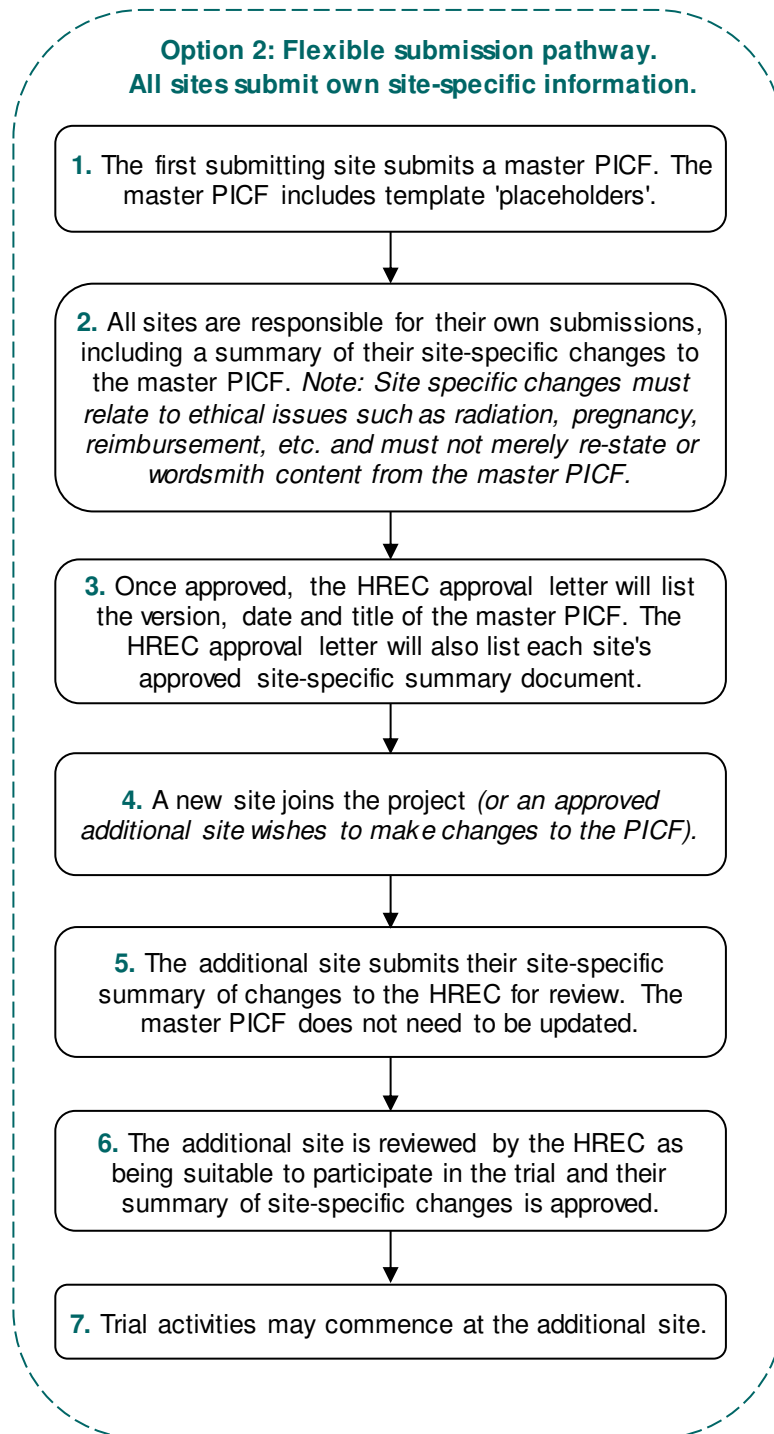 Option 2: Flexible submission pathway.
All sites submit own site-specific information.
1. The first submitting site submits a master PICF. The
master PICF includes template 'placeholders'.
2. All sites are responsible for their own submissions,
including a summary of their site-specific changes to
the master PICF. Note: Site specific changes must
relate to ethical issues such as radiation, pregnancy,
reimbursement, etc. and must not merely re-state or
wordsmith content from the master PICF.
3. Once approved, the HREC approval letter will list
the version, date and title of the master PICF. The
HREC approval letter will also list each site's
approved site-specific summary document.
4. A new site joins the project (or an approved
additional site wishes to make changes to the PICF).
5. The additional site submits their site-specific
summary of changes to the HREC for review. The
master PICF does not need to be updated.
6. The additional site is reviewed by the HREC as
being suitable to participate in the trial and their
summary of site-specific changes is approved.
7. Trial activities may commence at the additional site.